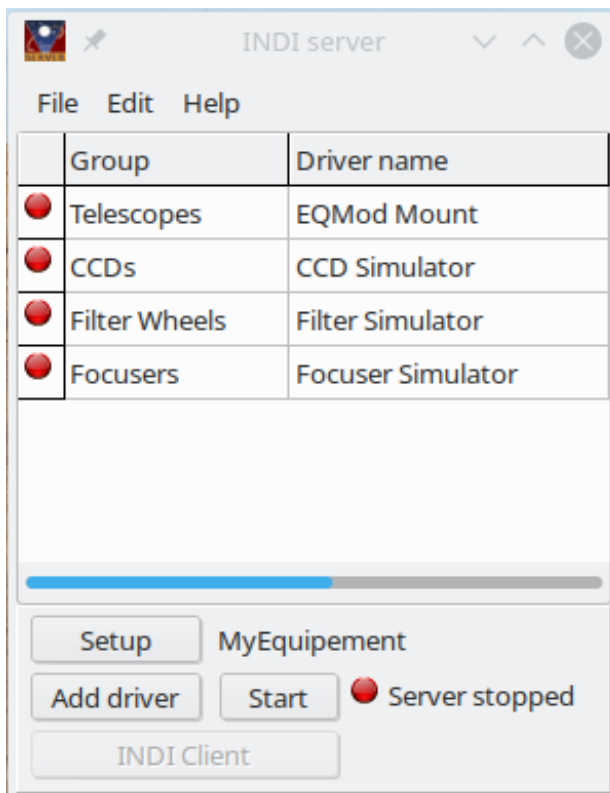 INDI server
File Edit Help
Group Driver name
Telescopes EQMod Mount
CCDs CCD Simulator
Filter Wheels Filter Simulator
Focusers Focuser Simulator
Setup MyEquipement
Add driver Start Server stopped
INDI Client